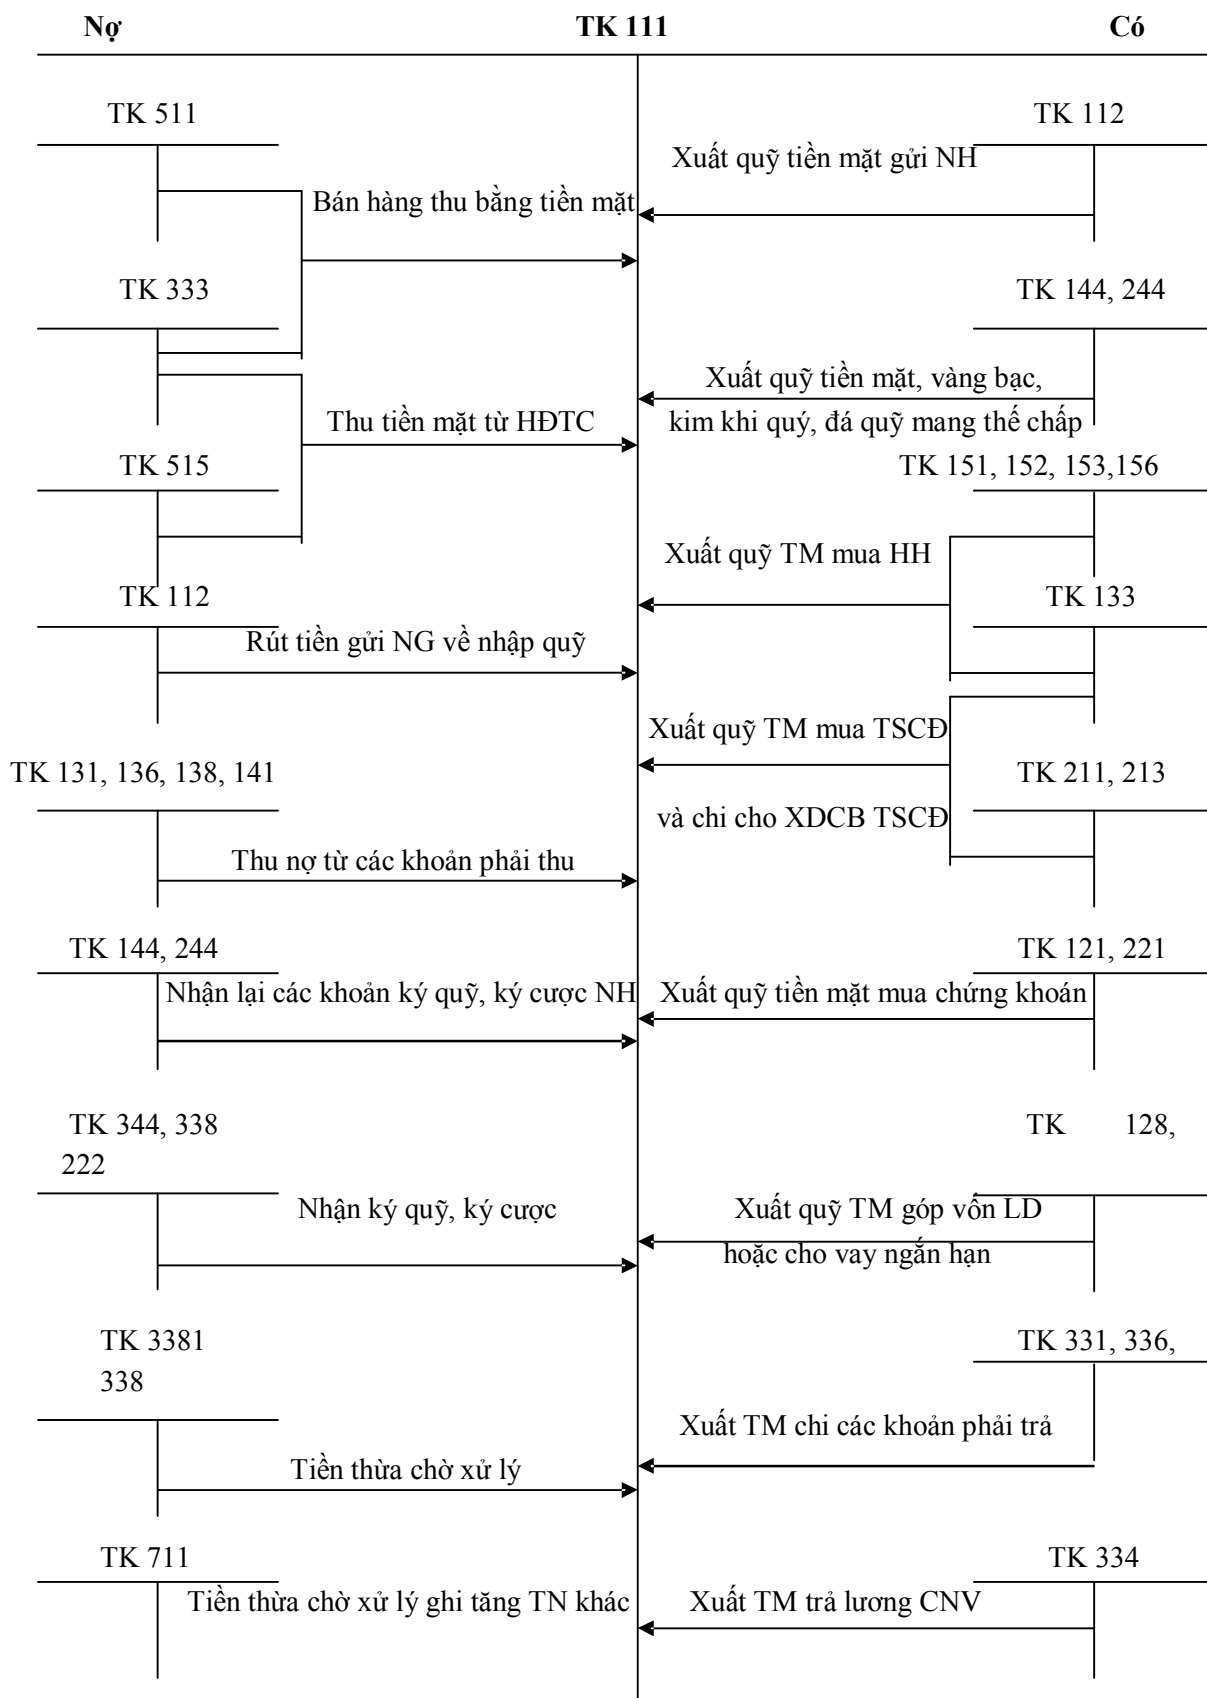 Nợ TK 111 Có
TK 511 TK 112
Xuất quỹ tiền mặt gửi NH
Bán hàng thu bằng tiền mặt
TK 333 TK 144, 244
Xuất quỹ tiền mặt, vàng bạc,
Thu tiền mặt từ HĐTC kim khi quý, đá quỹ mang thế chấp
TK 515 TK 151, 152, 153,156
Xuất quỹ TM mua HH
TK 112 TK 133
Rút tiền gửi NG về nhập quỹ
Xuất quỹ TM mua TSCĐ
TK 131, 136, 138, 141 TK 211, 213
và chi cho XDCB TSCĐ
Thu nợ từ các khoản phải thu
TK 144, 244 TK 121, 221
Nhận lại các khoản ký quỹ, ký cược NH Xuất quỹ tiền mặt mua chứng khoán
TK 344, 338 TK 128,
222
Nhận ký quỹ, ký cược Xuất quỹ TM góp vốn LD
hoặc cho vay ngắn hạn
TK 3381 TK 331, 336,
338
Xuất TM chi các khoản phải trả
Tiền thừa chờ xử lý
TK 711 TK 334
Tiền thừa chờ xử lý ghi tăng TN khác Xuất TM trả lương CNV